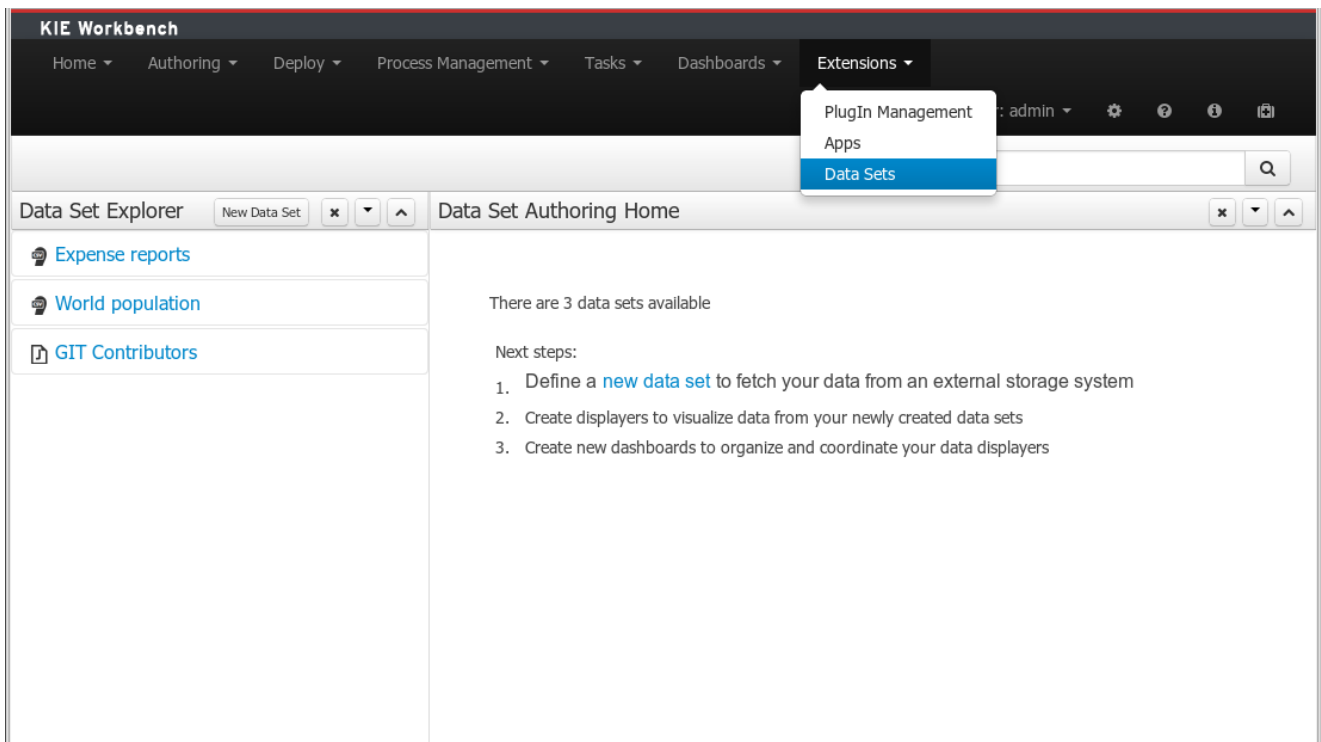 KIE Workbench
Home Authoring Deploy Process Management Tasks Dashboards Extensions
PlugIn Management
: admin
Apps
Data Sets
Data Set Explorer New Data Set
Expense reports
World population
GIT Contributors
Data Set Authoring Home
There are 3 data sets available
Next steps:
1. Define a new data set to fetch your data from an external storage system
2. Create displayers to visualize data from your newly created data sets
3. Create new dashboards to organize and coordinate your data displayers